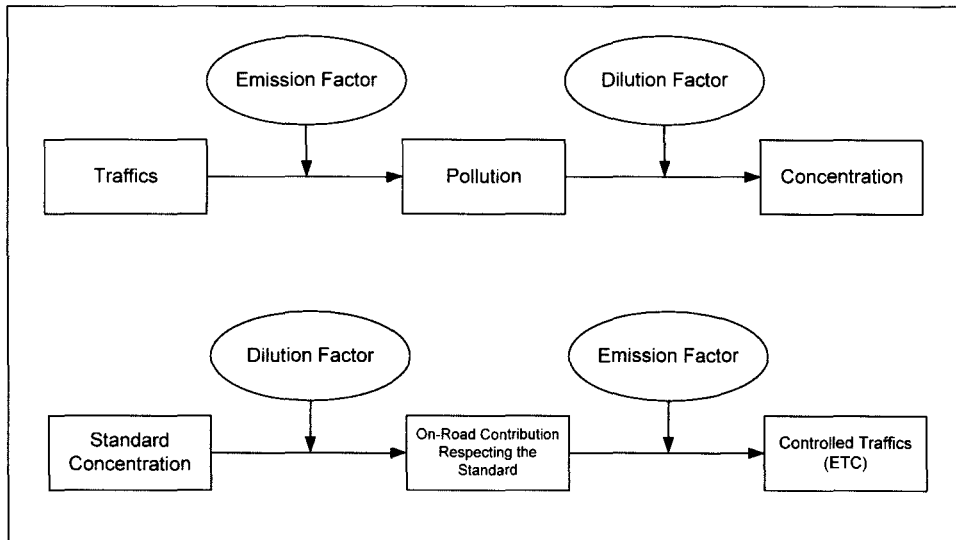 Emission Factor
Dilution Factor
Traffics
Pollution
Concentration
Dilution Factor
Emission Factor
Standard
Concentration
On-Road Contribution
Respecting the
Standard
Controlled Traffics
(ETC)